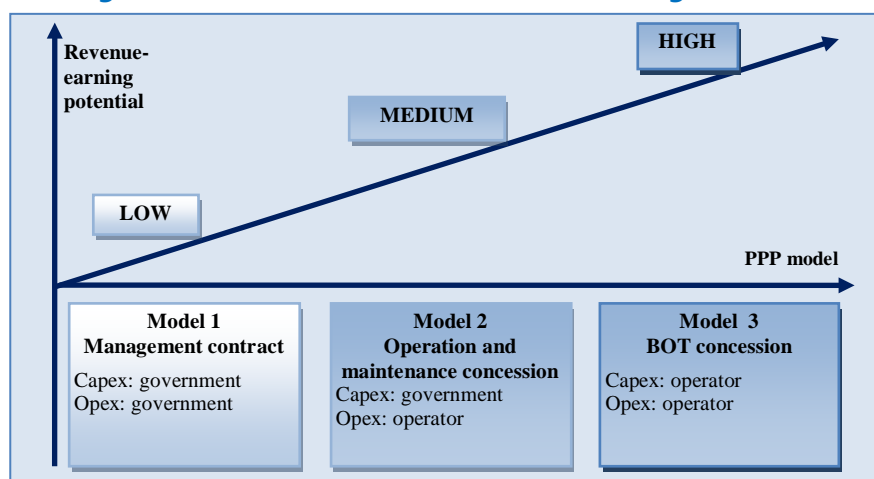 Revenue-
earning
potential
HIGH
MEDIUM
LOW
PPP model
Model 1
Management contract
Capex: government
Opex: government
Model 2
Operation and
maintenance concession
Capex: government
Opex: operator
Model 3
BOT concession
Capex: operator
Opex: operator